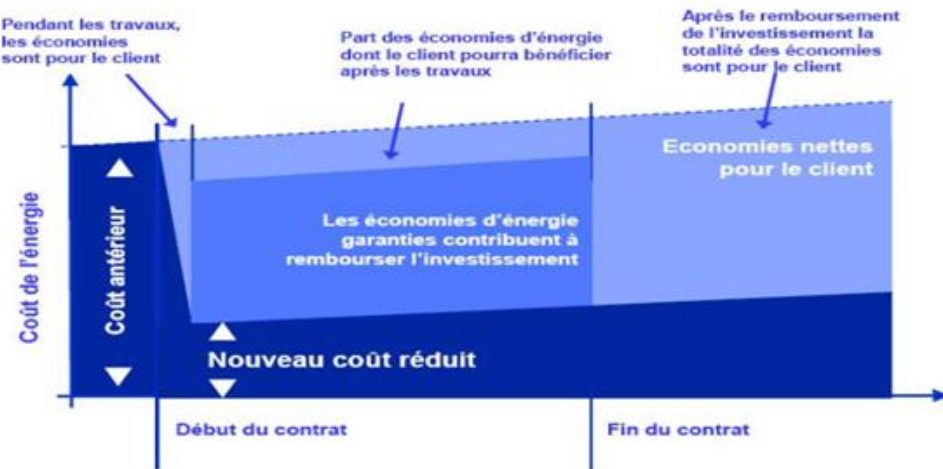 Pendant les travaux,
les économies
sont pour le client
Part des économies d'énergie
dont le client pourra bénéficier
après les travaux
Après le remboursement
de l'investissement la
totalité des économies
sont pour le client
Coût de l'énergie
Coût antérieur
Economies nettes
pour le client
Les économies d'énergie
garanties contribuent à
rembourser l'investissement
Nouveau coût réduit
Début du contrat
Fin du contrat